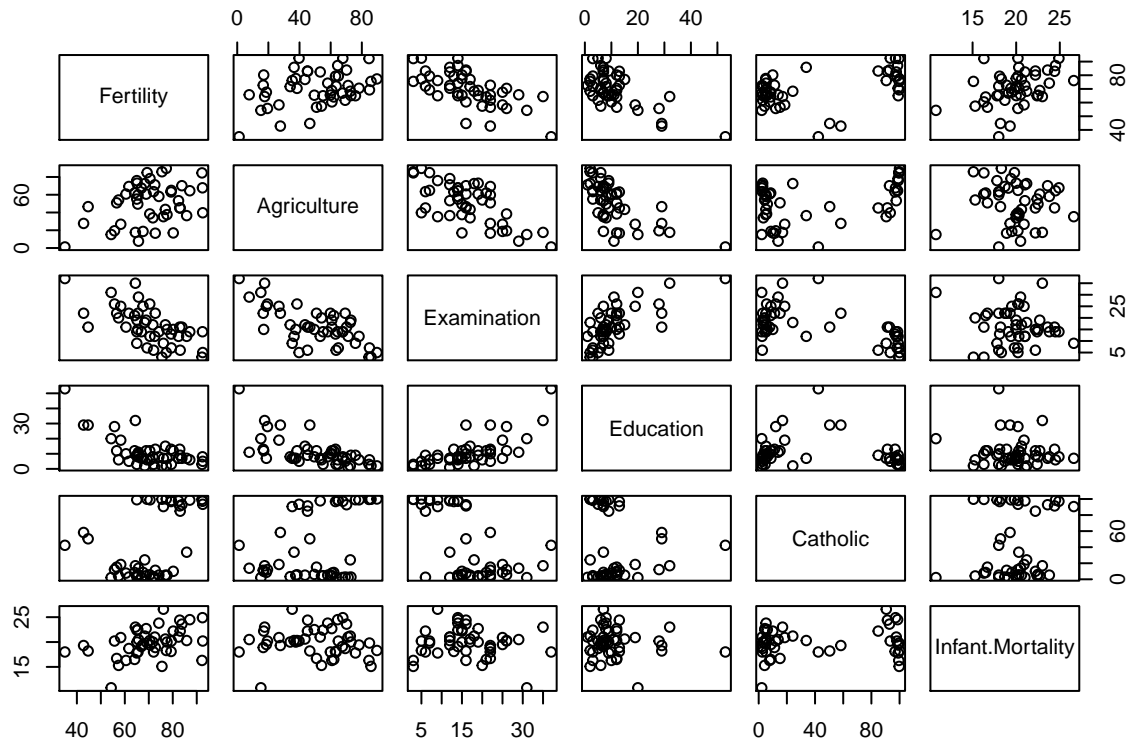 0 40 80
0 20 40
15 20 25
Fertility
40 80
0 60
Agriculture
Examination
5 25
0 30
Education
Catholic
0 60
15 25
Infant.Mortality
40 60 80
5 15 30
0 40 80